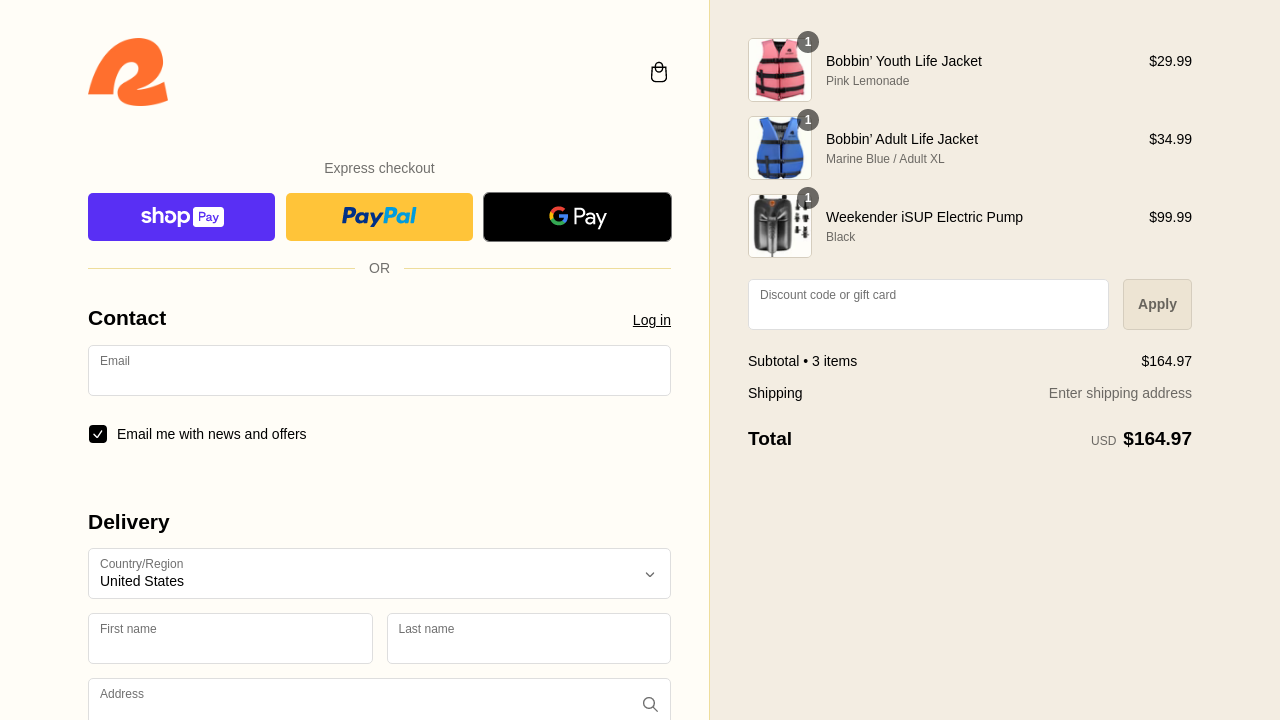 Express checkout
shop Pay
PayPal
G Pay
OR
Contact
Log in
Email
Email me with news and offers
Delivery
Country/Region
United States
First name
Last name
Address
1
Bobbin’ Youth Life Jacket
$29.99
Pink Lemonade
1
Bobbin’ Adult Life Jacket
$34.99
Marine Blue / Adult XL
1
Weekender iSUP Electric Pump
$99.99
Black
Discount code or gift card
Apply
Subtotal • 3 items
$164.97
Shipping
Enter shipping address
Total
USD $164.97